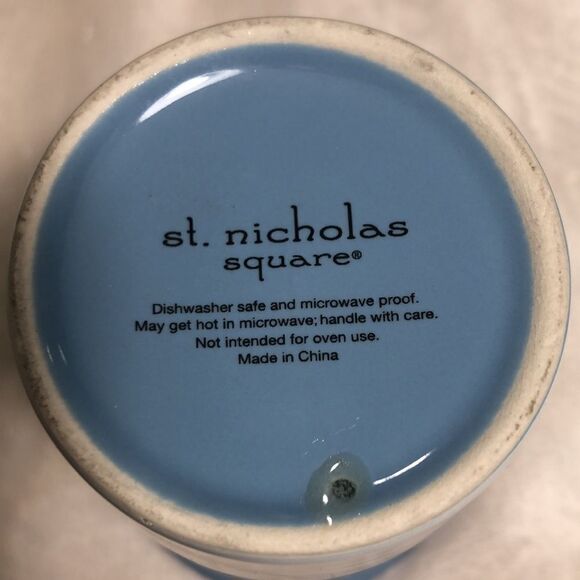 st. nicholas
square®
Dishwasher safe and microwave proof.
May get hot in microwave; handle with care.
Not intended for oven use.
Made in China